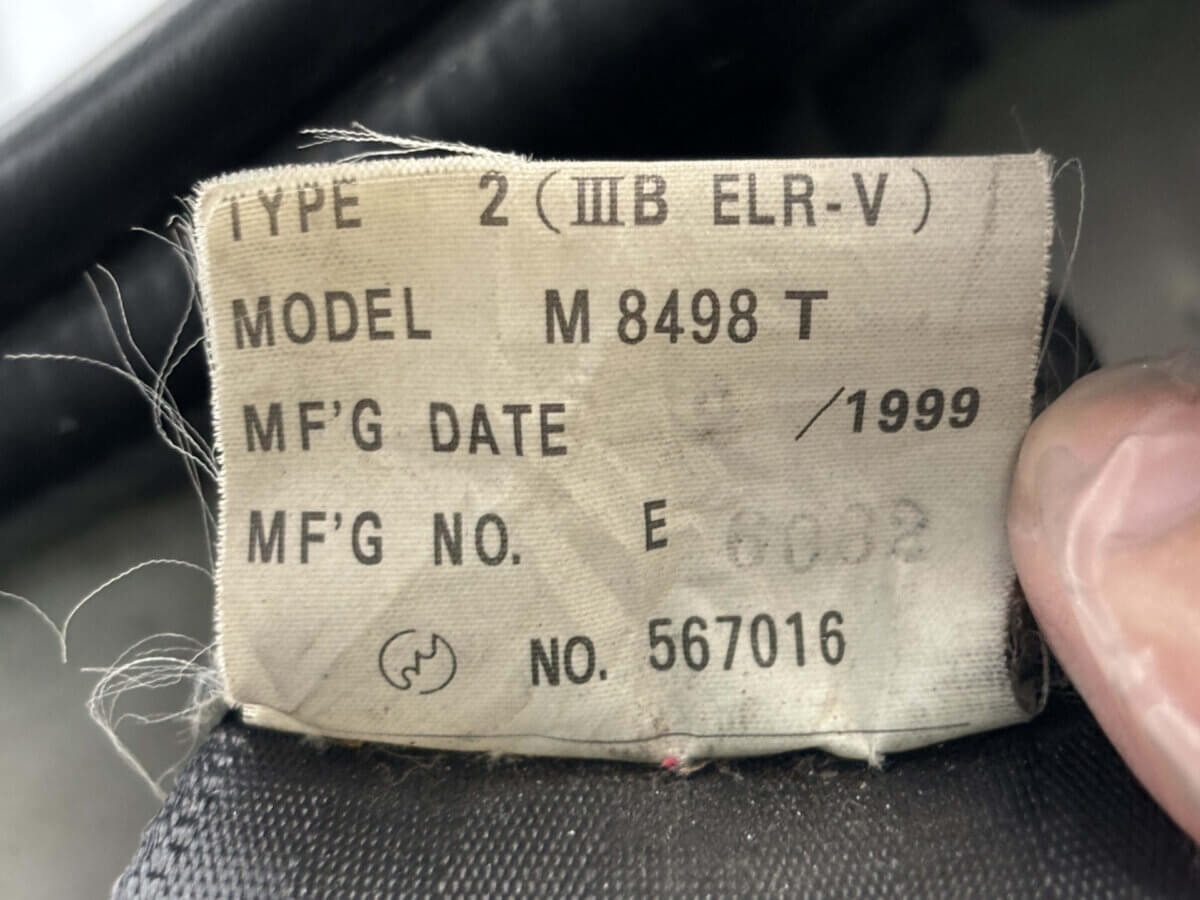 TYPE 2 (ⅢB ELR-V)
MODEL M 8498 T
MF'G DATE /1999
MF'G NO. E
NO. 567016